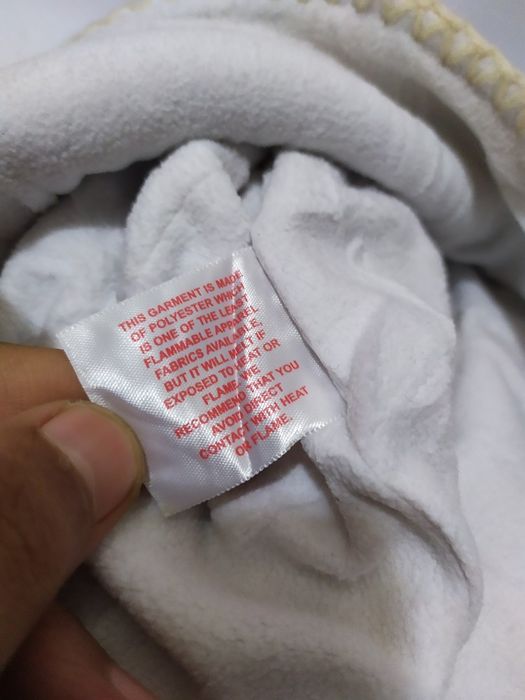 THIS GARMENT IS MADE
OF POLYESTER WHICH
IS ONE OF THE LEAST
FLAMMABLE APPAREL
FABRICS AVAILABLE,
BUT IT WILL MELT IF
EXPOSED TO HEAT OR
FLAME. WE
RECOMMEND THAT YOU
AVOID DIRECT
CONTACT WITH HEAT
OR FLAME.